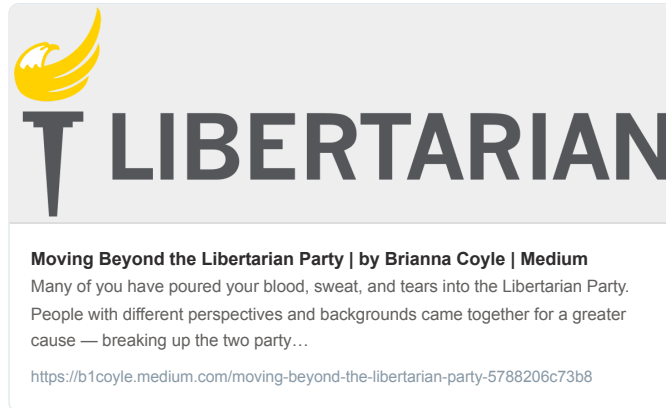 LIBERTARIAN
Moving Beyond the Libertarian Party | by Brianna Coyle | Medium
Many of you have poured your blood, sweat, and tears into the Libertarian Party.
People with different perspectives and backgrounds came together for a greater
cause — breaking up the two party…
https://b1coyle.medium.com/moving-beyond-the-libertarian-party-5788206c73b8